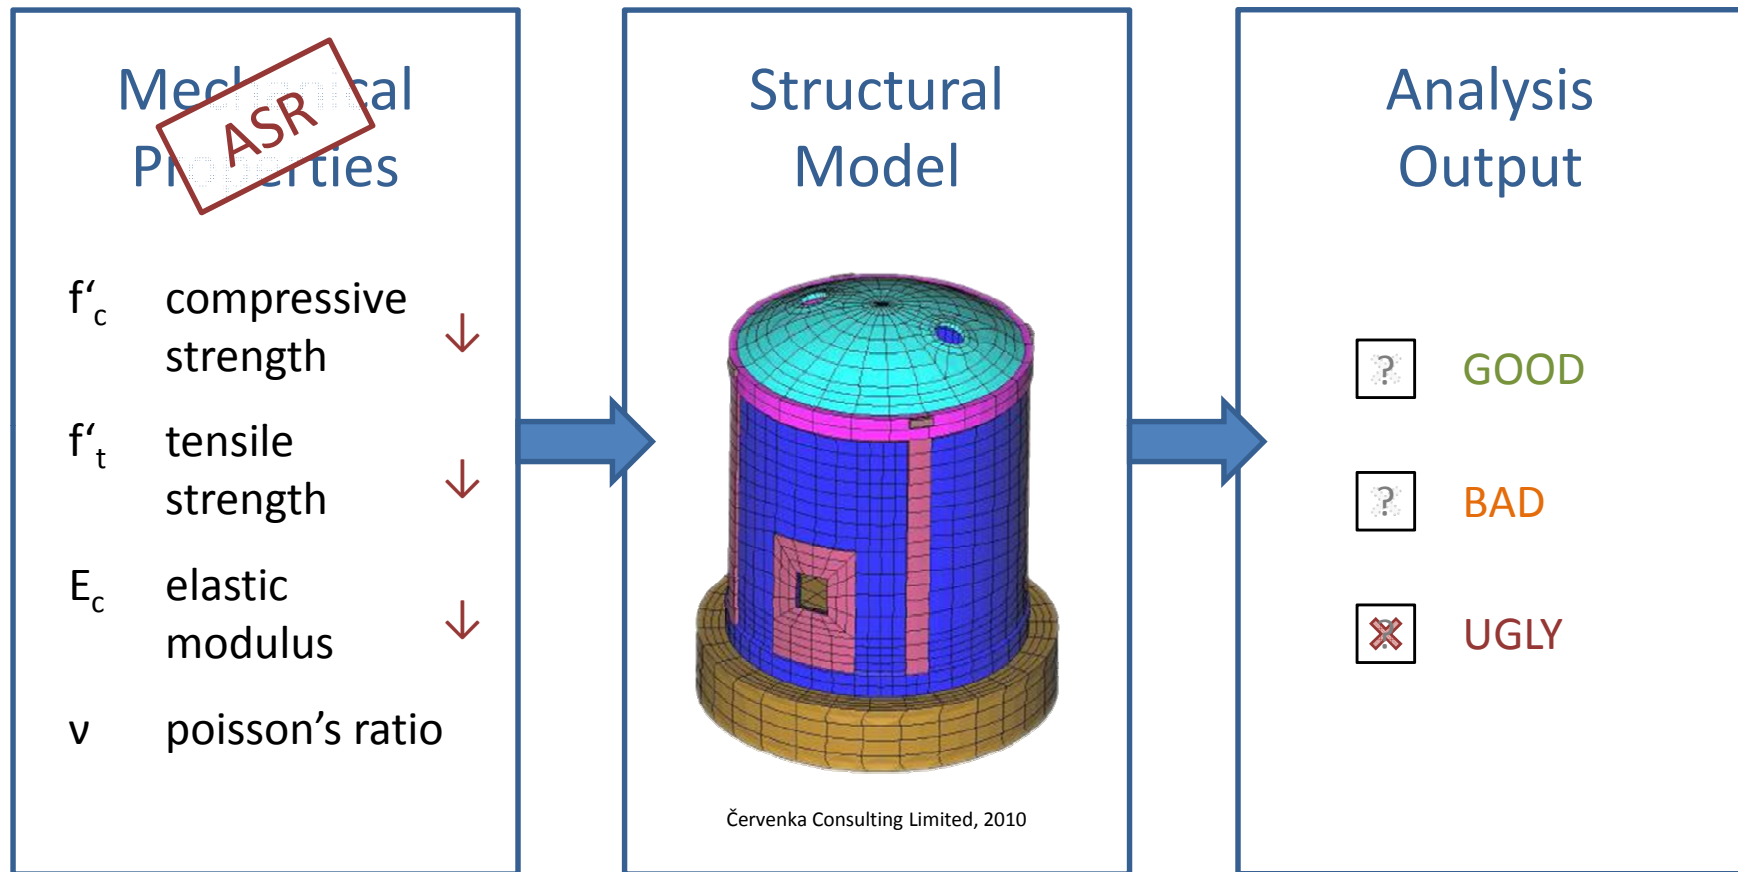 Mechanical
Properties
ASR
f‘c compressive
strength ↓
f‘t tensile
strength ↓
Ec elastic
modulus ↓
ν poisson’s ratio
Structural
Model
Červenka Consulting Limited, 2010
Analysis
Output
? GOOD
? BAD
? UGLY